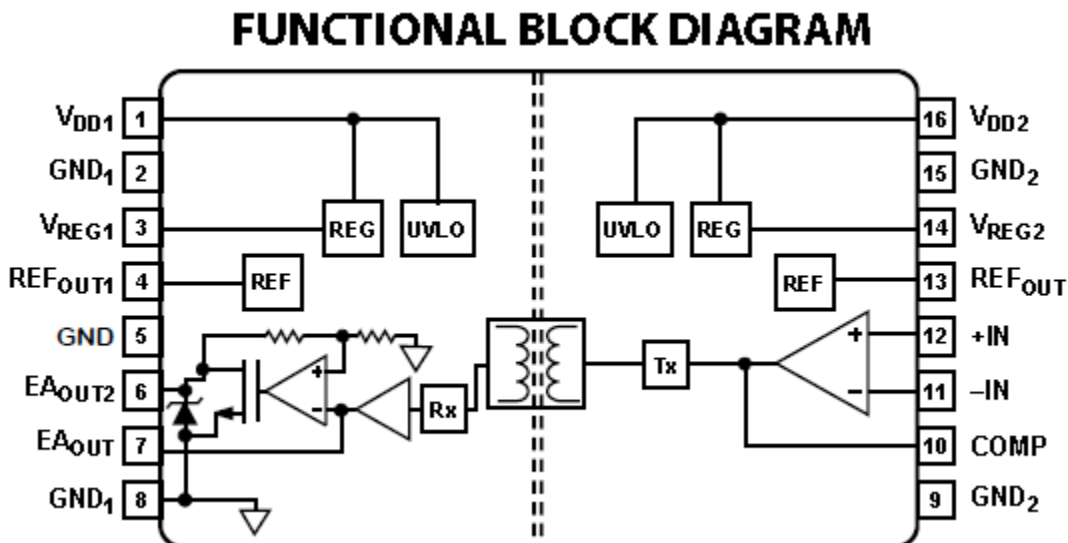 FUNCTIONAL BLOCK DIAGRAM
VDD1 1
GND1 2
VREG1 3
REFOUT1 4
GND 5
EAOUT2 6
EAOUT 7
GND1 8
REG
UVLO
REF
+
−
Rx
UVLO
REG
REF
Tx
+
−
16 VDD2
15 GND2
14 VREG2
13 REFOUT
12 +IN
11 −IN
10 COMP
9 GND2